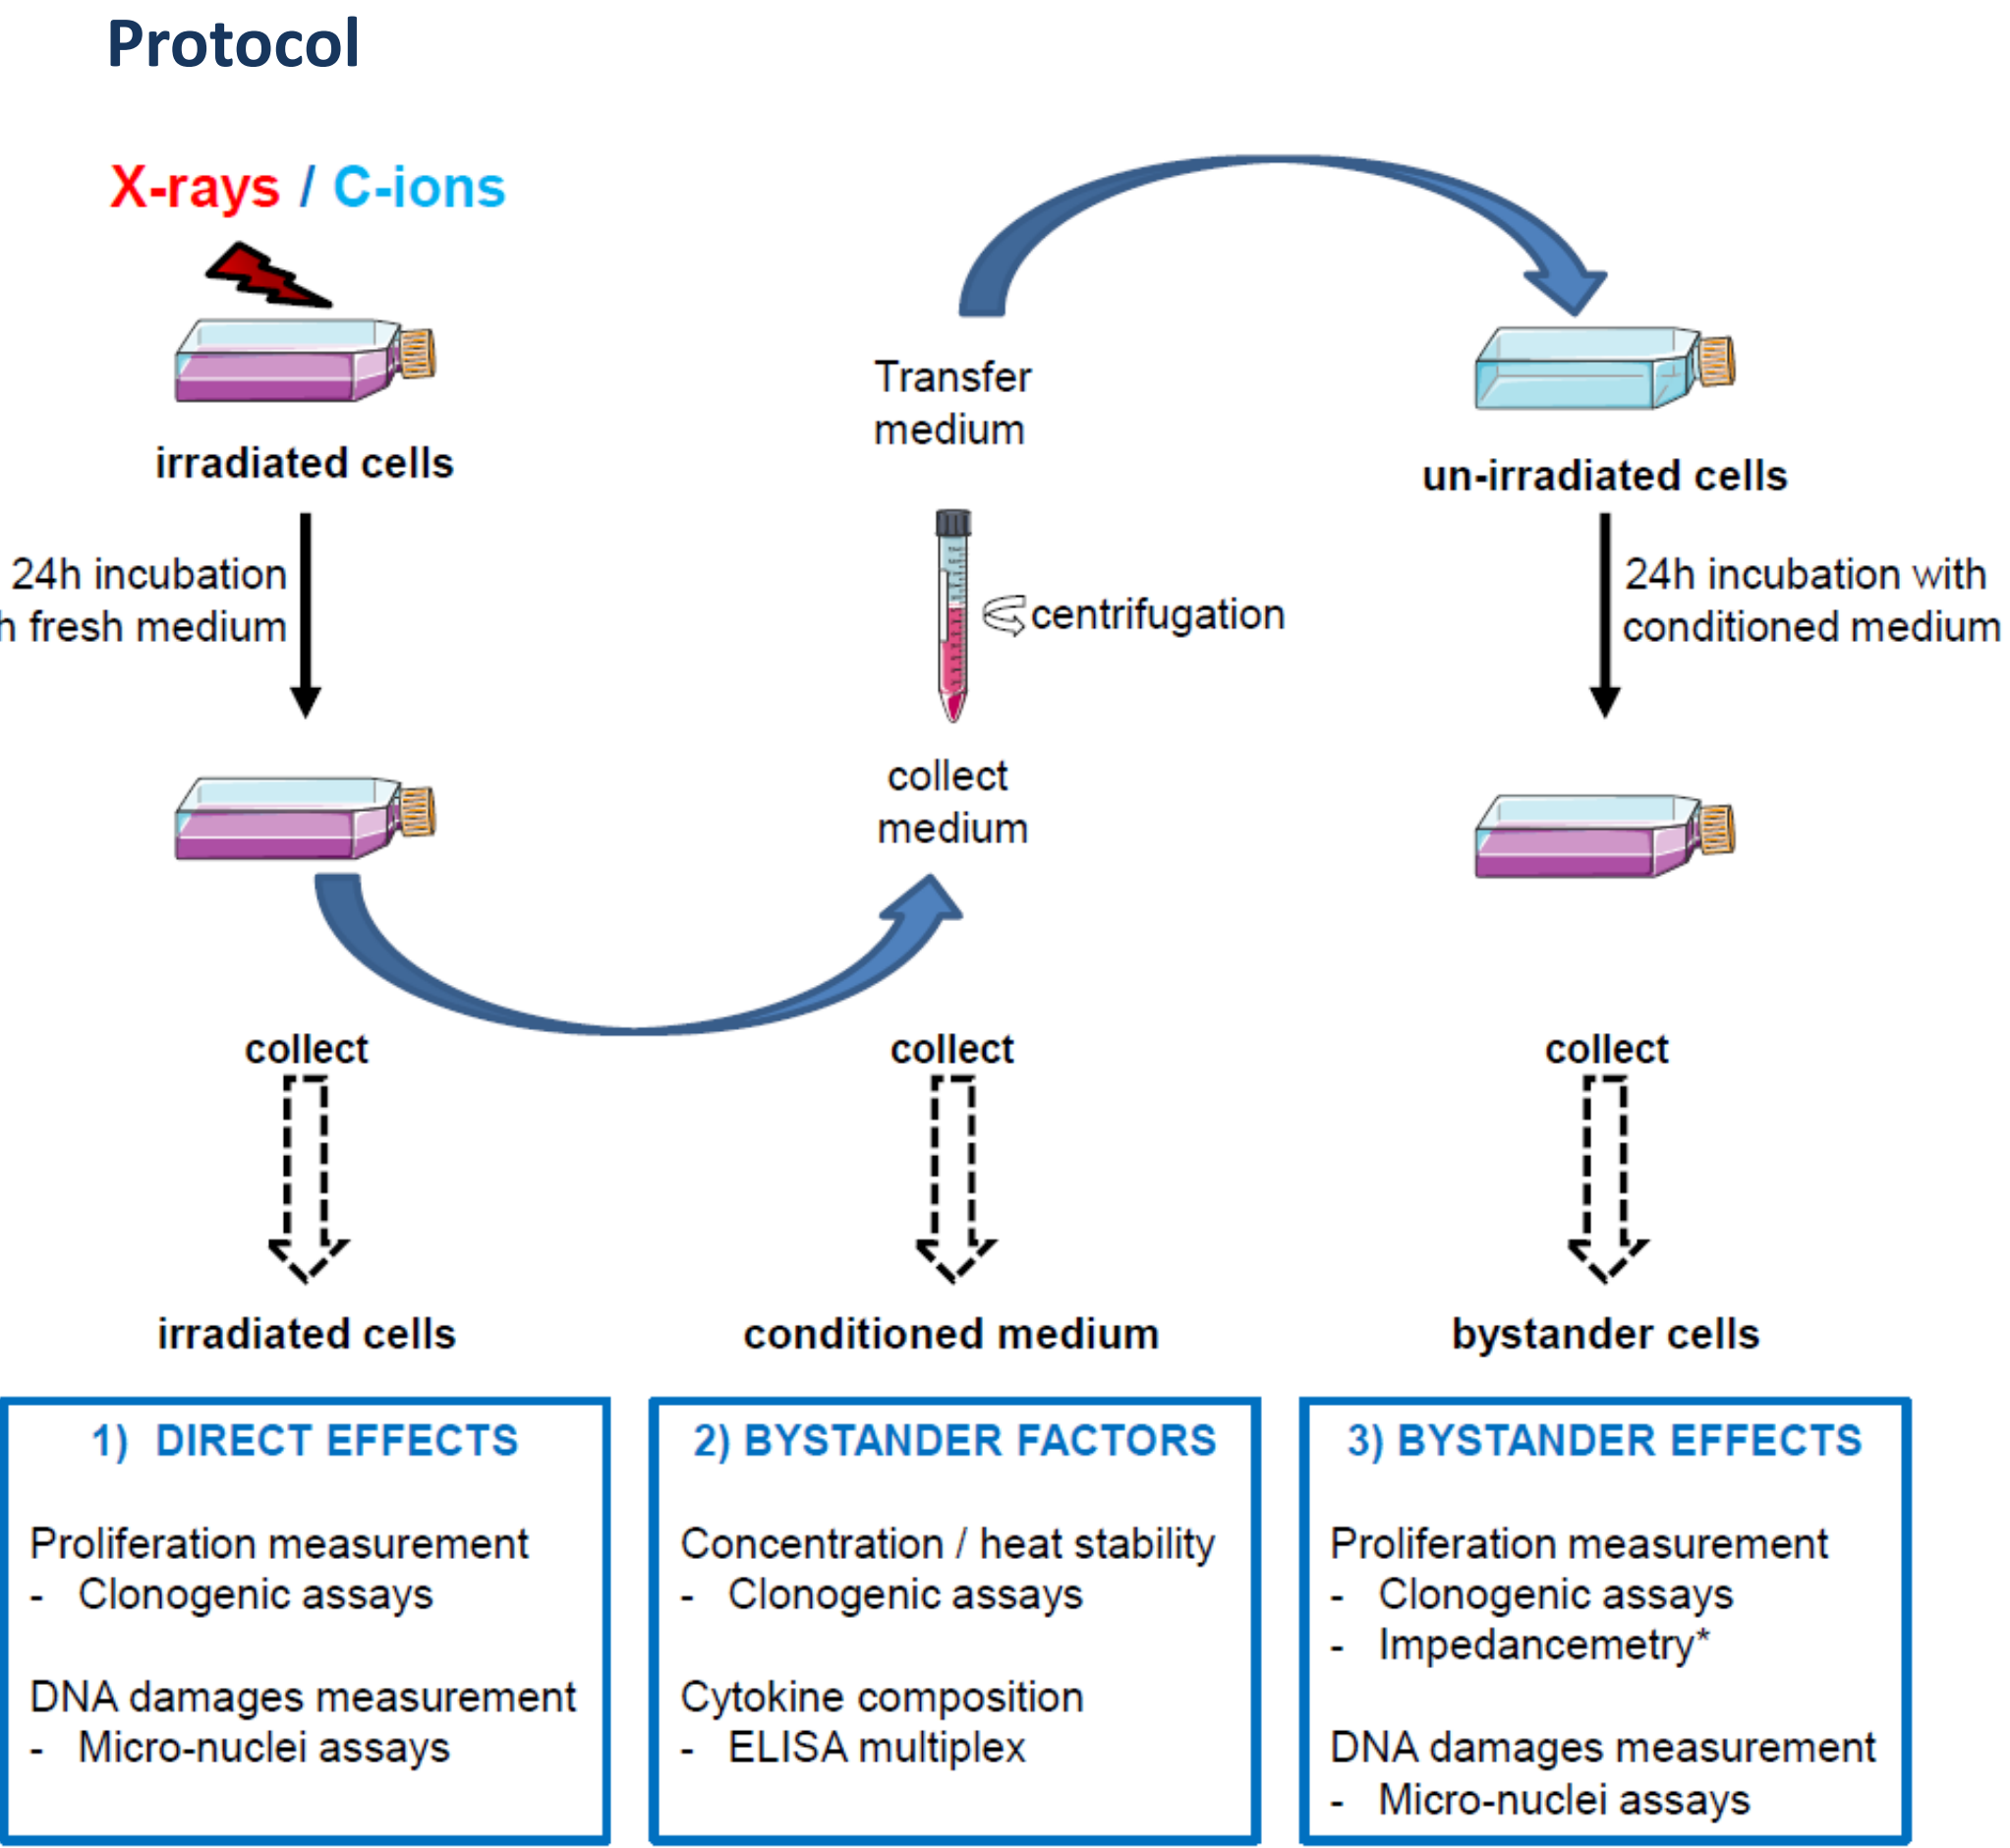 Protocol
X-rays / C-ions
irradiated cells
24h incubation
fresh medium
Transfer
medium
centrifugation
collect
medium
un-irradiated cells
24h incubation with
conditioned medium
collect
irradiated cells
collect
conditioned medium
collect
bystander cells
1) DIRECT EFFECTS
Proliferation measurement
- Clonogenic assays
DNA damages measurement
- Micro-nuclei assays
2) BYSTANDER FACTORS
Concentration / heat stability
- Clonogenic assays
Cytokine composition
- ELISA multiplex
3) BYSTANDER EFFECTS
Proliferation measurement
- Clonogenic assays
- Impedancemetry*
DNA damages measurement
- Micro-nuclei assays